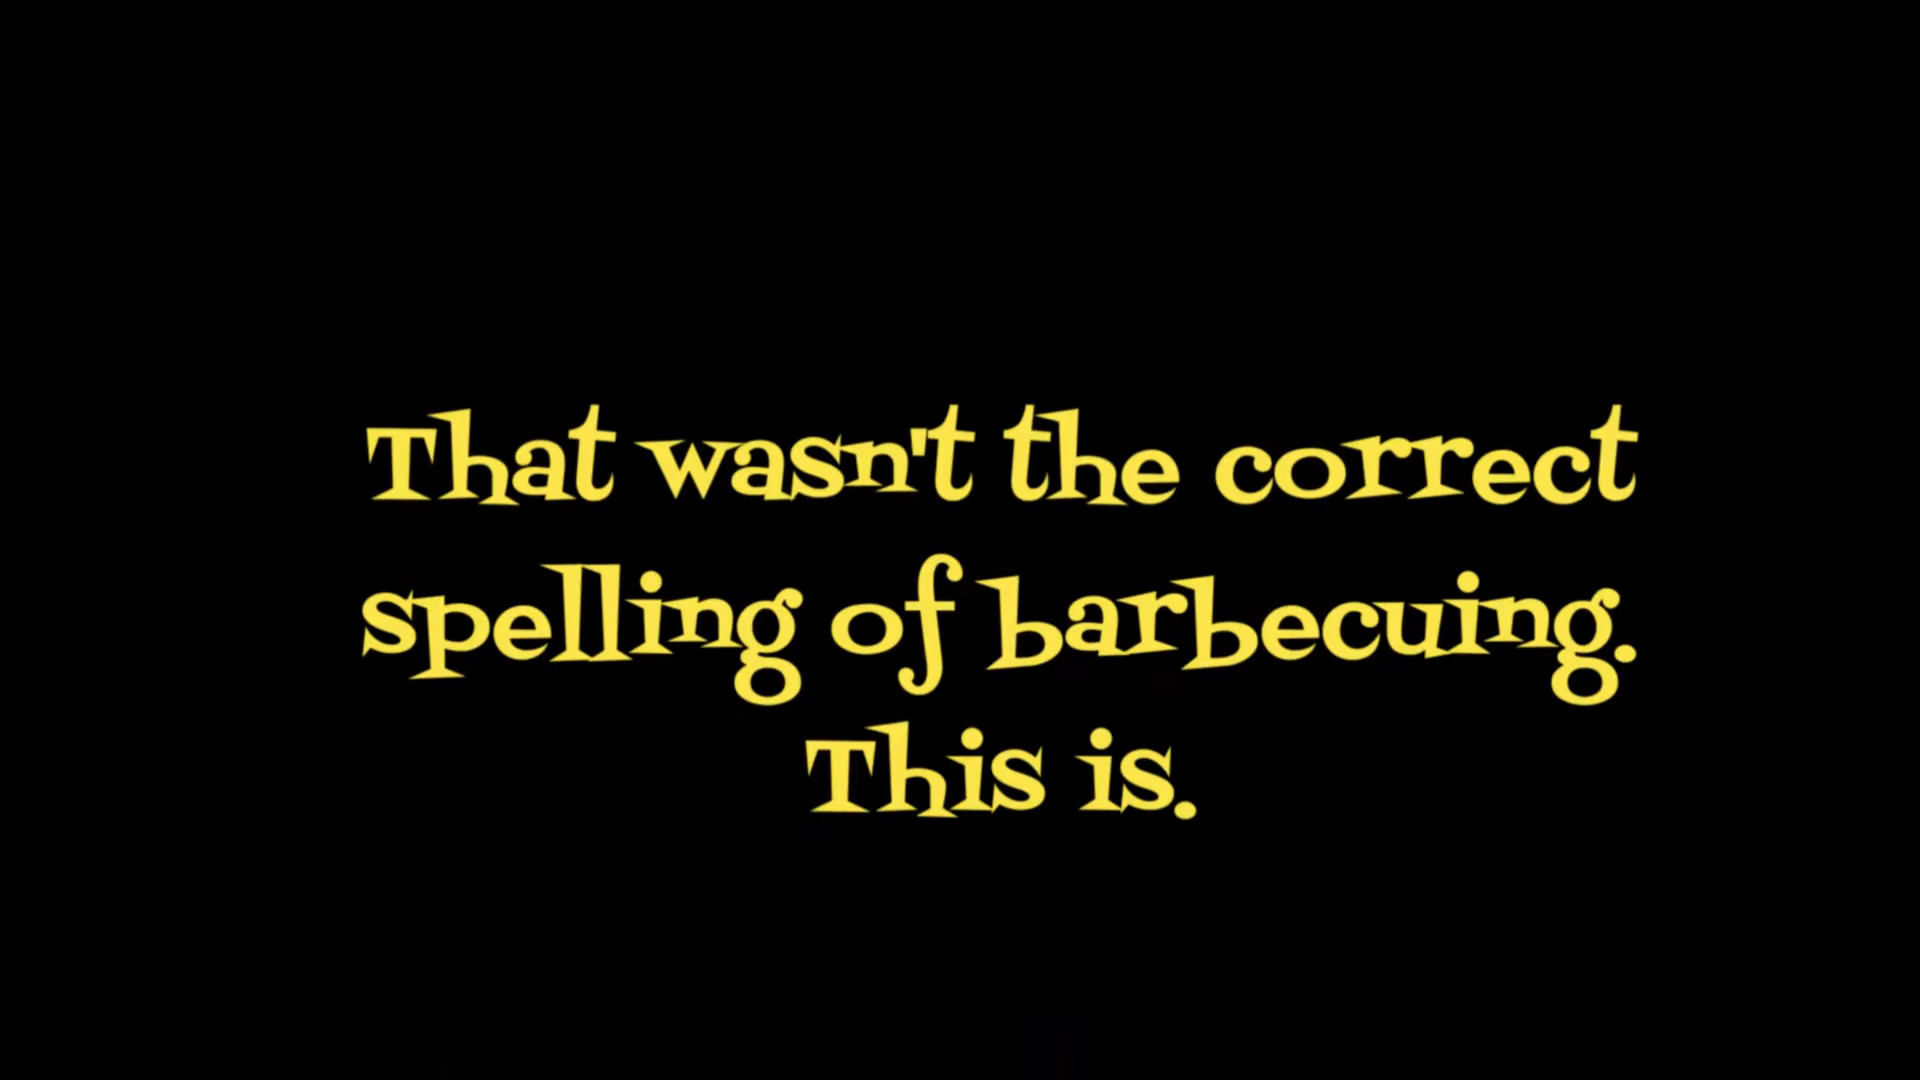 That wasn't the correct
spelling of barbecuing.
This is.